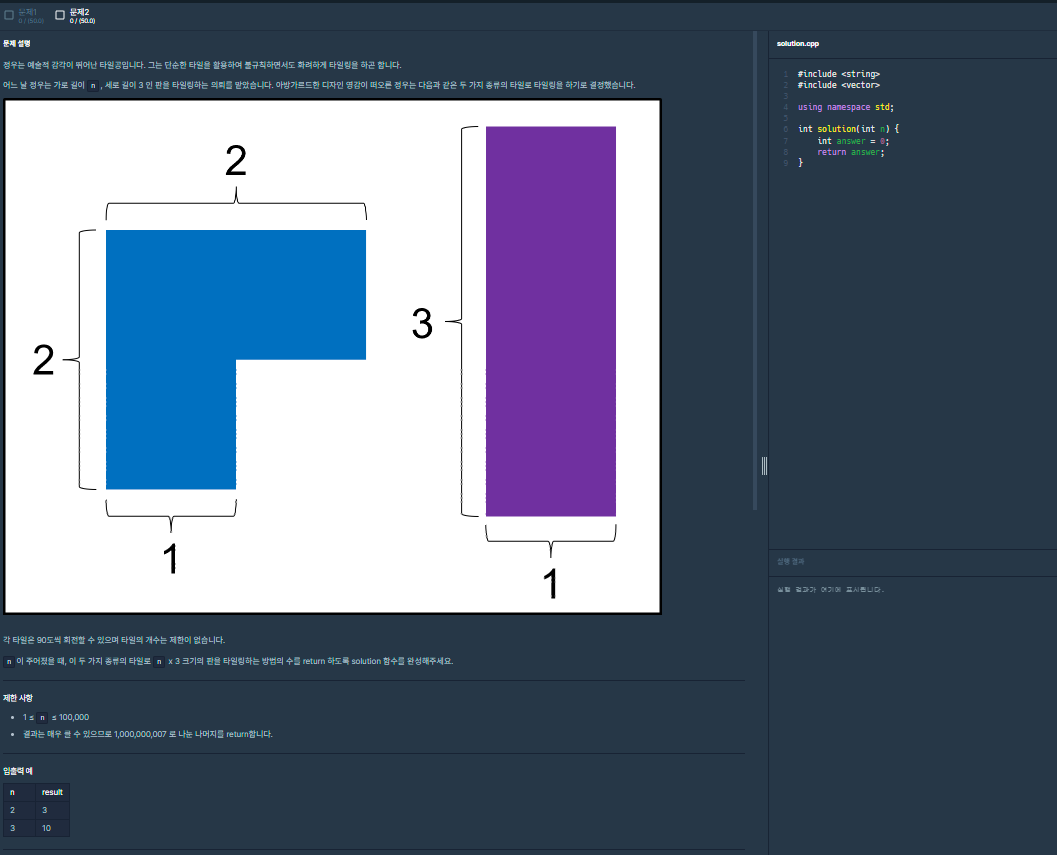 문제1
0 / (50.0)
문제2
0 / (50.0)
문제 설명
정우는 예술적 감각이 뛰어난 타일공입니다. 그는 단순한 타일을 활용하여 불규칙하면서도 화려하게 타일링을 하곤 합니다.
어느 날 정우는 가로 길이 n, 세로 길이 3 인 판을 타일링하는 의뢰를 받았습니다. 아방가르드한 디자인 영감이 떠오른 정우는 다음과 같은 두 가지 종류의 타일로 타일링을 하기로 결정했습니다.
2
2
1
3
1
각 타일은 90도씩 회전할 수 있으며 타일의 개수는 제한이 없습니다.
n 이 주어졌을 때, 이 두 가지 종류의 타일로 n x 3 크기의 판을 타일링하는 방법의 수를 return 하도록 solution 함수를 완성해주세요.
제한 사항
1 ≤ n ≤ 100,000
결과는 매우 클 수 있으므로 1,000,000,007 로 나눈 나머지를 return합니다.
입출력 예
n result
2 3
3 10
solution.cpp
1 #include <string>
2 #include <vector>
3
4 using namespace std;
5
6 int solution(int n) {
7 int answer = 0;
8 return answer;
9 }
실행 결과
실행 결과가 여기에 표시됩니다.